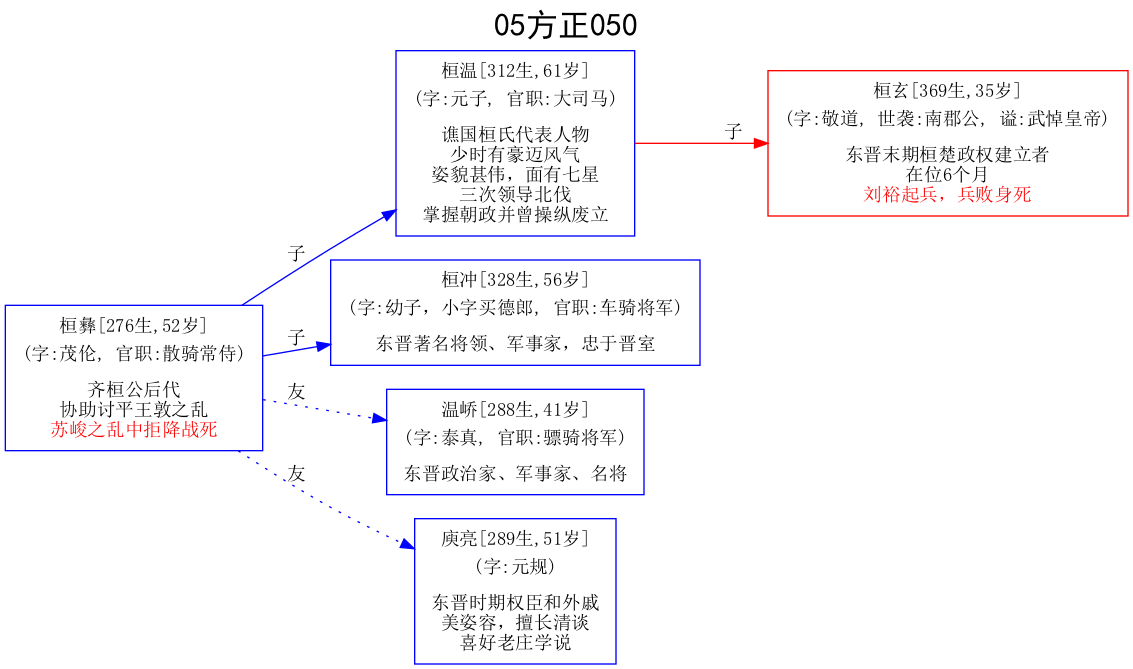 05方正050
桓温[312生,61岁]
(字:元子, 官职:大司马)
谯国桓氏代表人物
少时有豪迈风气
姿貌甚伟，面有七星
三次领导北伐
掌握朝政并曾操纵废立
子
桓玄[369生,35岁]
(字:敬道, 世袭:南郡公, 谥:武悼皇帝)
东晋末期桓楚政权建立者
在位6个月
刘裕起兵，兵败身死
子
桓冲[328生,56岁]
(字:幼子，小字买德郎, 官职:车骑将军)
东晋著名将领、军事家，忠于晋室
子
桓彝[276生,52岁]
(字:茂伦, 官职:散骑常侍)
齐桓公后代
协助讨平王敦之乱
苏峻之乱中拒降战死
友
温峤[288生,41岁]
(字:泰真, 官职:骠骑将军)
东晋政治家、军事家、名将
友
庾亮[289生,51岁]
(字:元规)
东晋时期权臣和外戚
美姿容，擅长清谈
喜好老庄学说